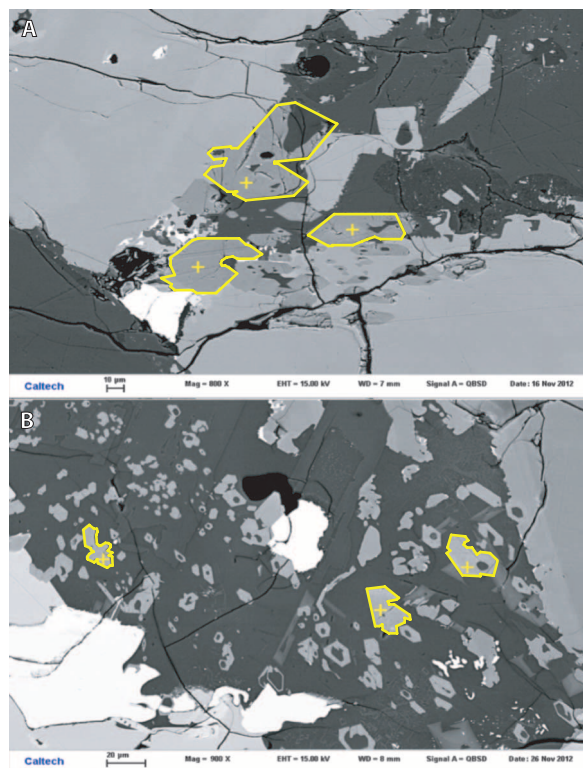 A
Caltech 10 µm Mag = 800 X EHT = 15.00 kV WD = 7 mm Signal A = QBSD Date: 16 Nov 2012
B
Caltech 20 µm Mag = 900 X EHT = 15.00 kV WD = 8 mm Signal A = QBSD Date: 26 Nov 2012